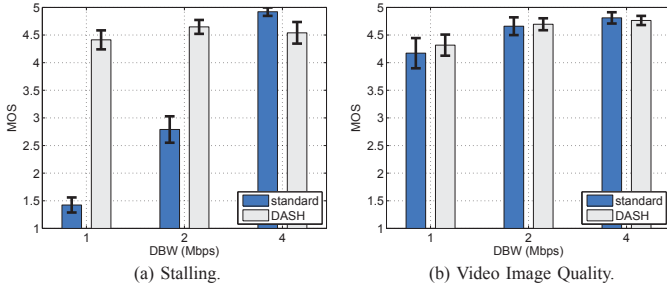 5
4.5
4
3.5
3
2.5
2
1.5
1
MOS
1
2
4
DBW (Mbps)
standard
DASH
(a) Stalling.
5
4.5
4
3.5
3
2.5
2
1.5
1
MOS
1
2
4
DBW (Mbps)
standard
DASH
(b) Video Image Quality.